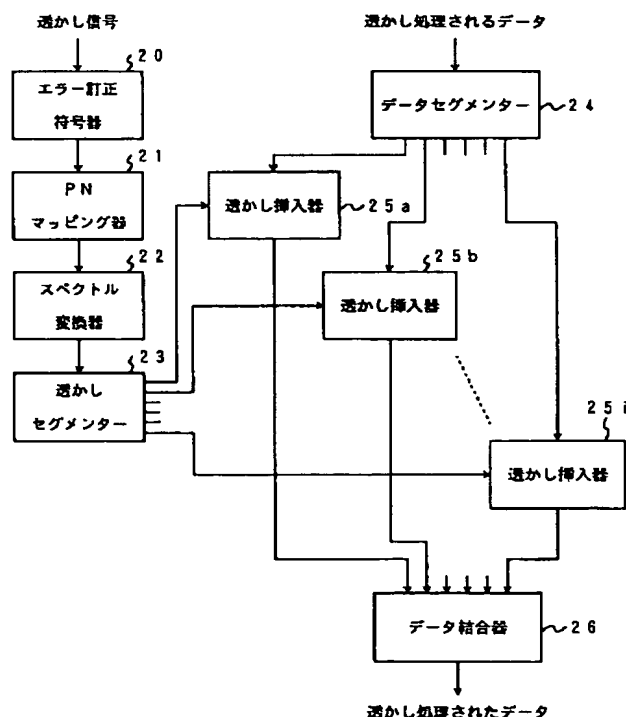 透かし信号
透かし処理されるデータ
20
エラー訂正
符号器
データセグメンター
24
21
PN
マッピング器
透かし挿入器
25a
22
スペクトル
変換器
25b
透かし挿入器
23
透かし
セグメンター
25i
透かし挿入器
データ結合器
26
透かし処理されたデータ